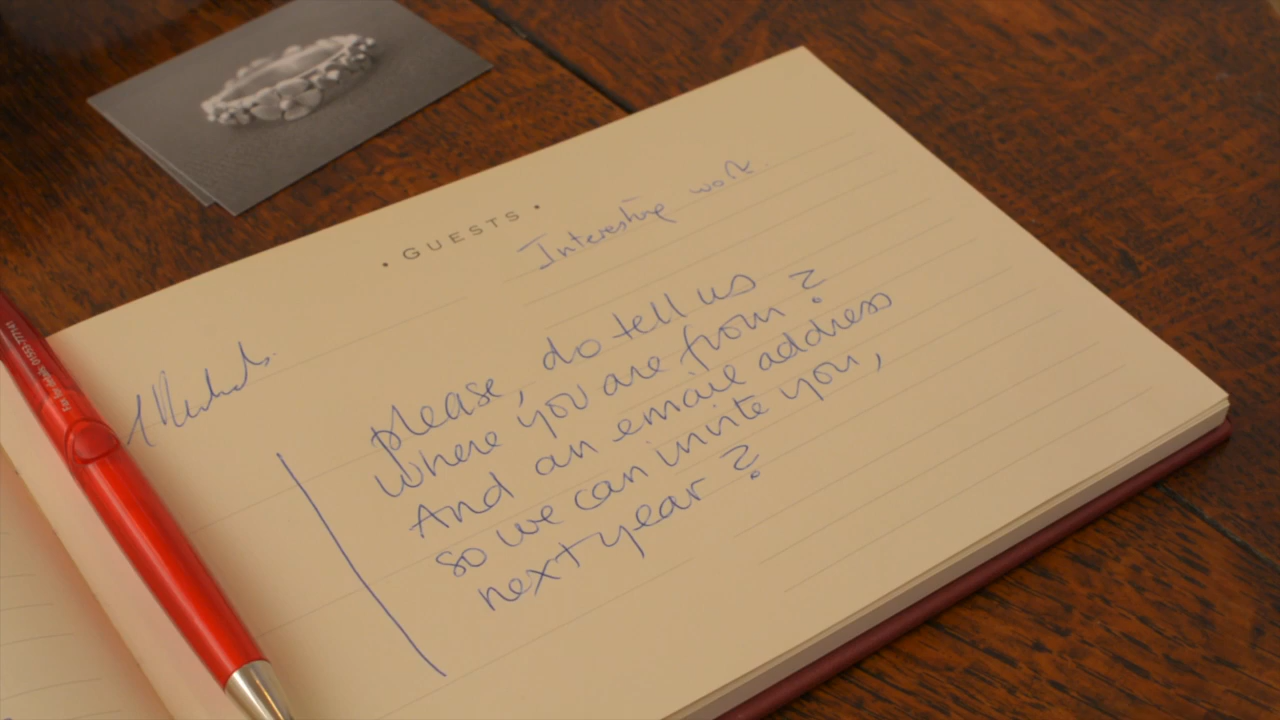 • GUESTS •
Interesting work.
please, do tell us
where you are from?
And an email address
so we can invite you,
next year?